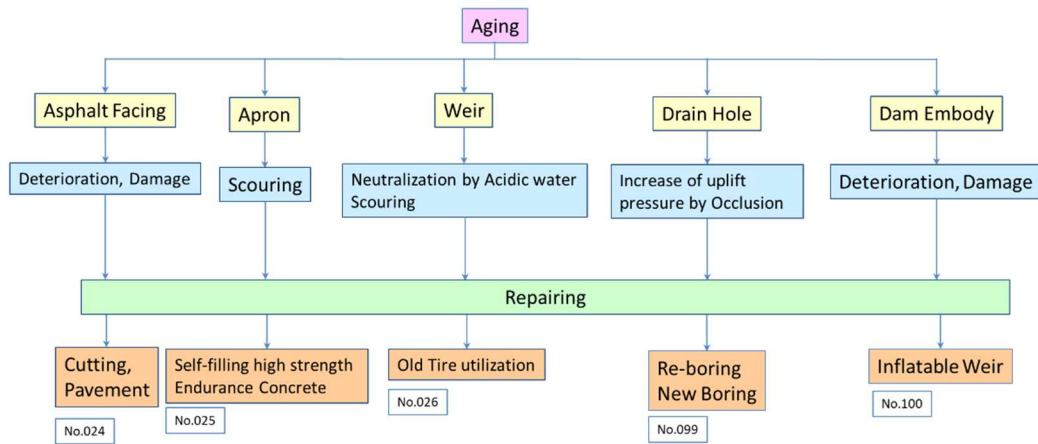 Aging
Asphalt Facing
Apron
Weir
Drain Hole
Dam Embody
Deterioration, Damage
Scouring
Neutralization by Acidic water
Scouring
Increase of uplift
pressure by Occlusion
Deterioration, Damage
Repairing
Cutting,
Pavement
Self-filling high strength
Endurance Concrete
Old Tire utilization
Re-boring
New Boring
Inflatable Weir
No.024
No.025
No.026
No.099
No.100